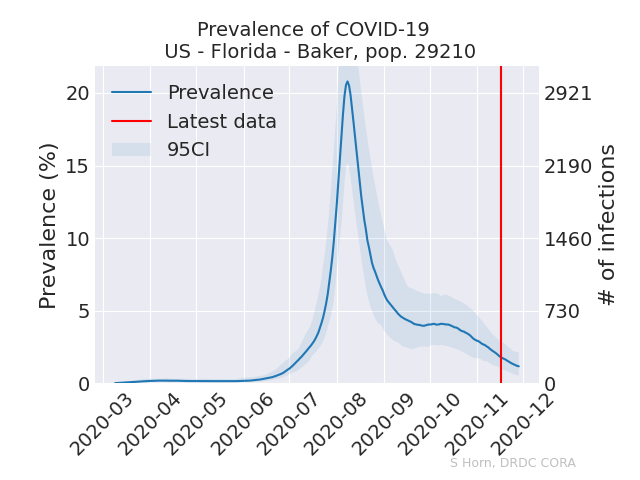 Prevalence of COVID-19
US - Florida - Baker, pop. 29210
Prevalence
Latest data
95CI
Prevalence (%)
20
15
10
5
0
2921
2190
1460
730
0
# of infections
2020-03
2020-04
2020-05
2020-06
2020-07
2020-08
2020-09
2020-10
2020-11
2020-12
S Horn, DRDC CORA